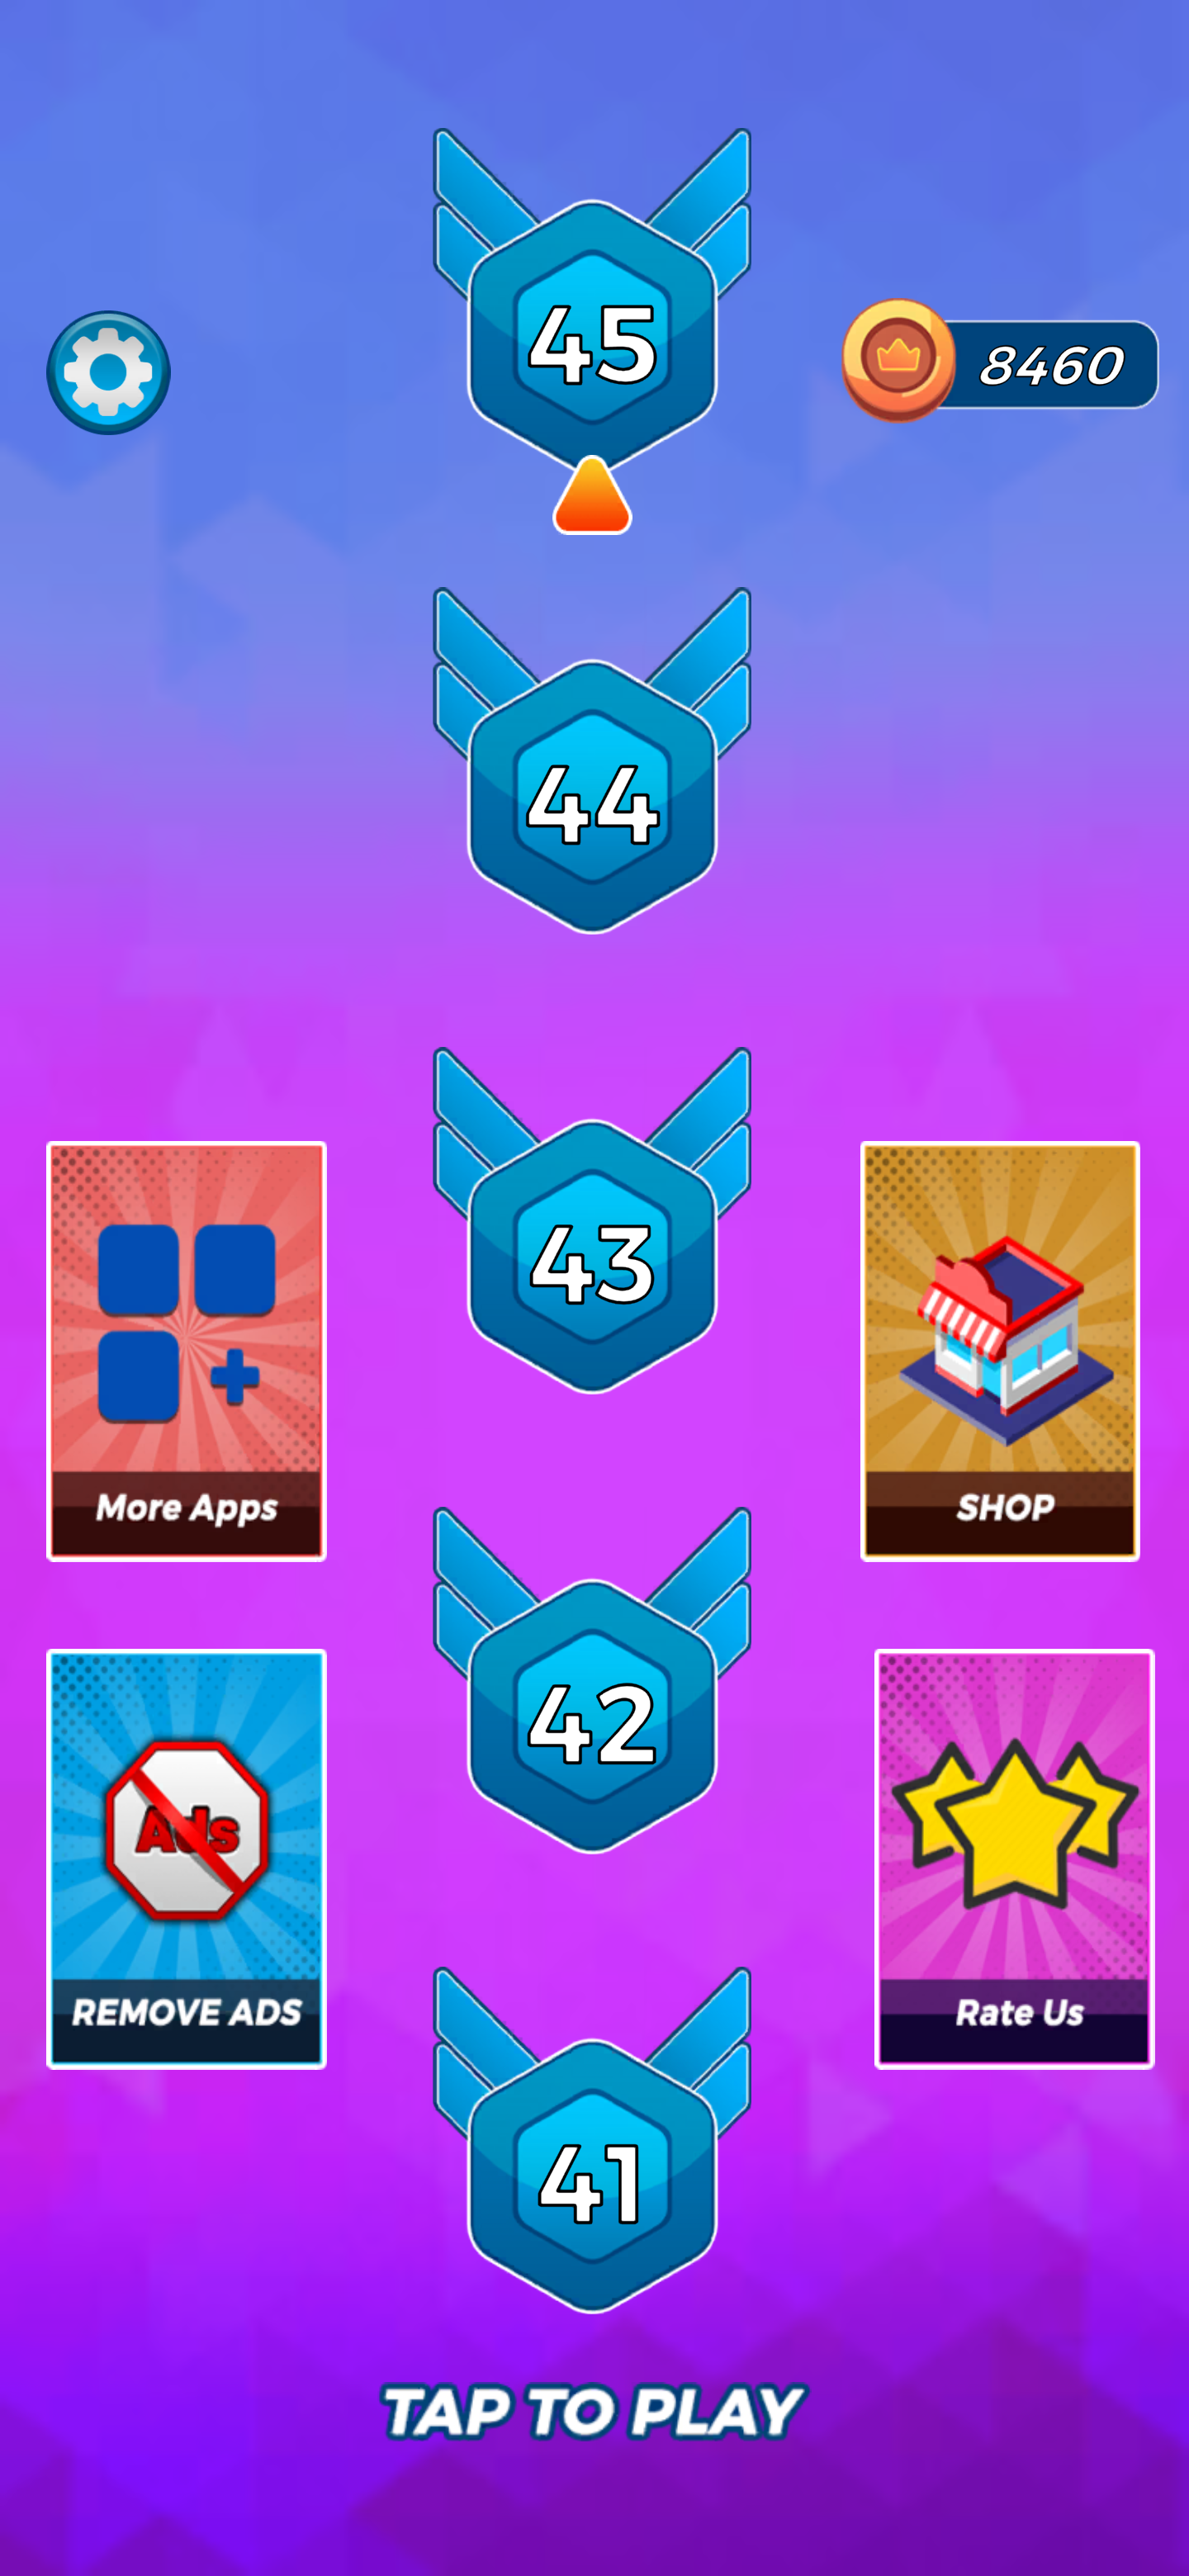 45
8460
44
43
More Apps
SHOP
42
Ads
REMOVE ADS
Rate Us
41
TAP TO PLAY